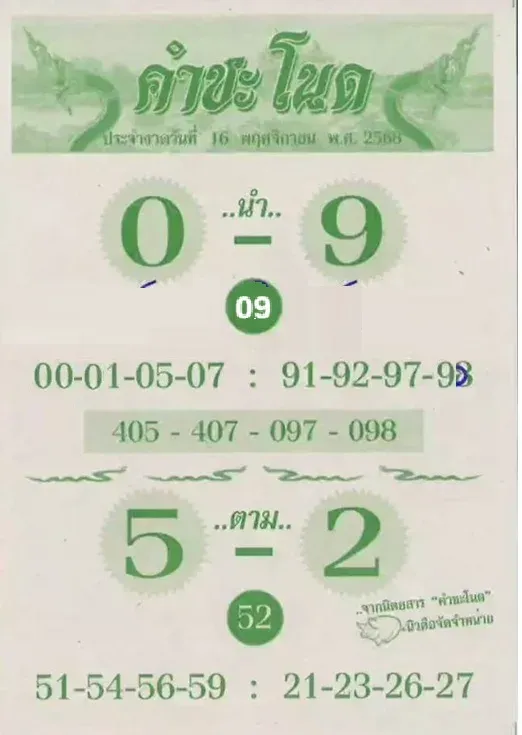 คำชะโนด
ประจำงวดวันที่ 16 พฤศจิกายน พ.ศ. 2568
..นำ..
0 - 9
09
00-01-05-07 : 91-92-97-98
405 - 407 - 097 - 098
..ตาม..
5 - 2
52
..จากนิตยสาร "คำชะโนด"
..มิวสือจัดจำหน่าย
51-54-56-59 : 21-23-26-27